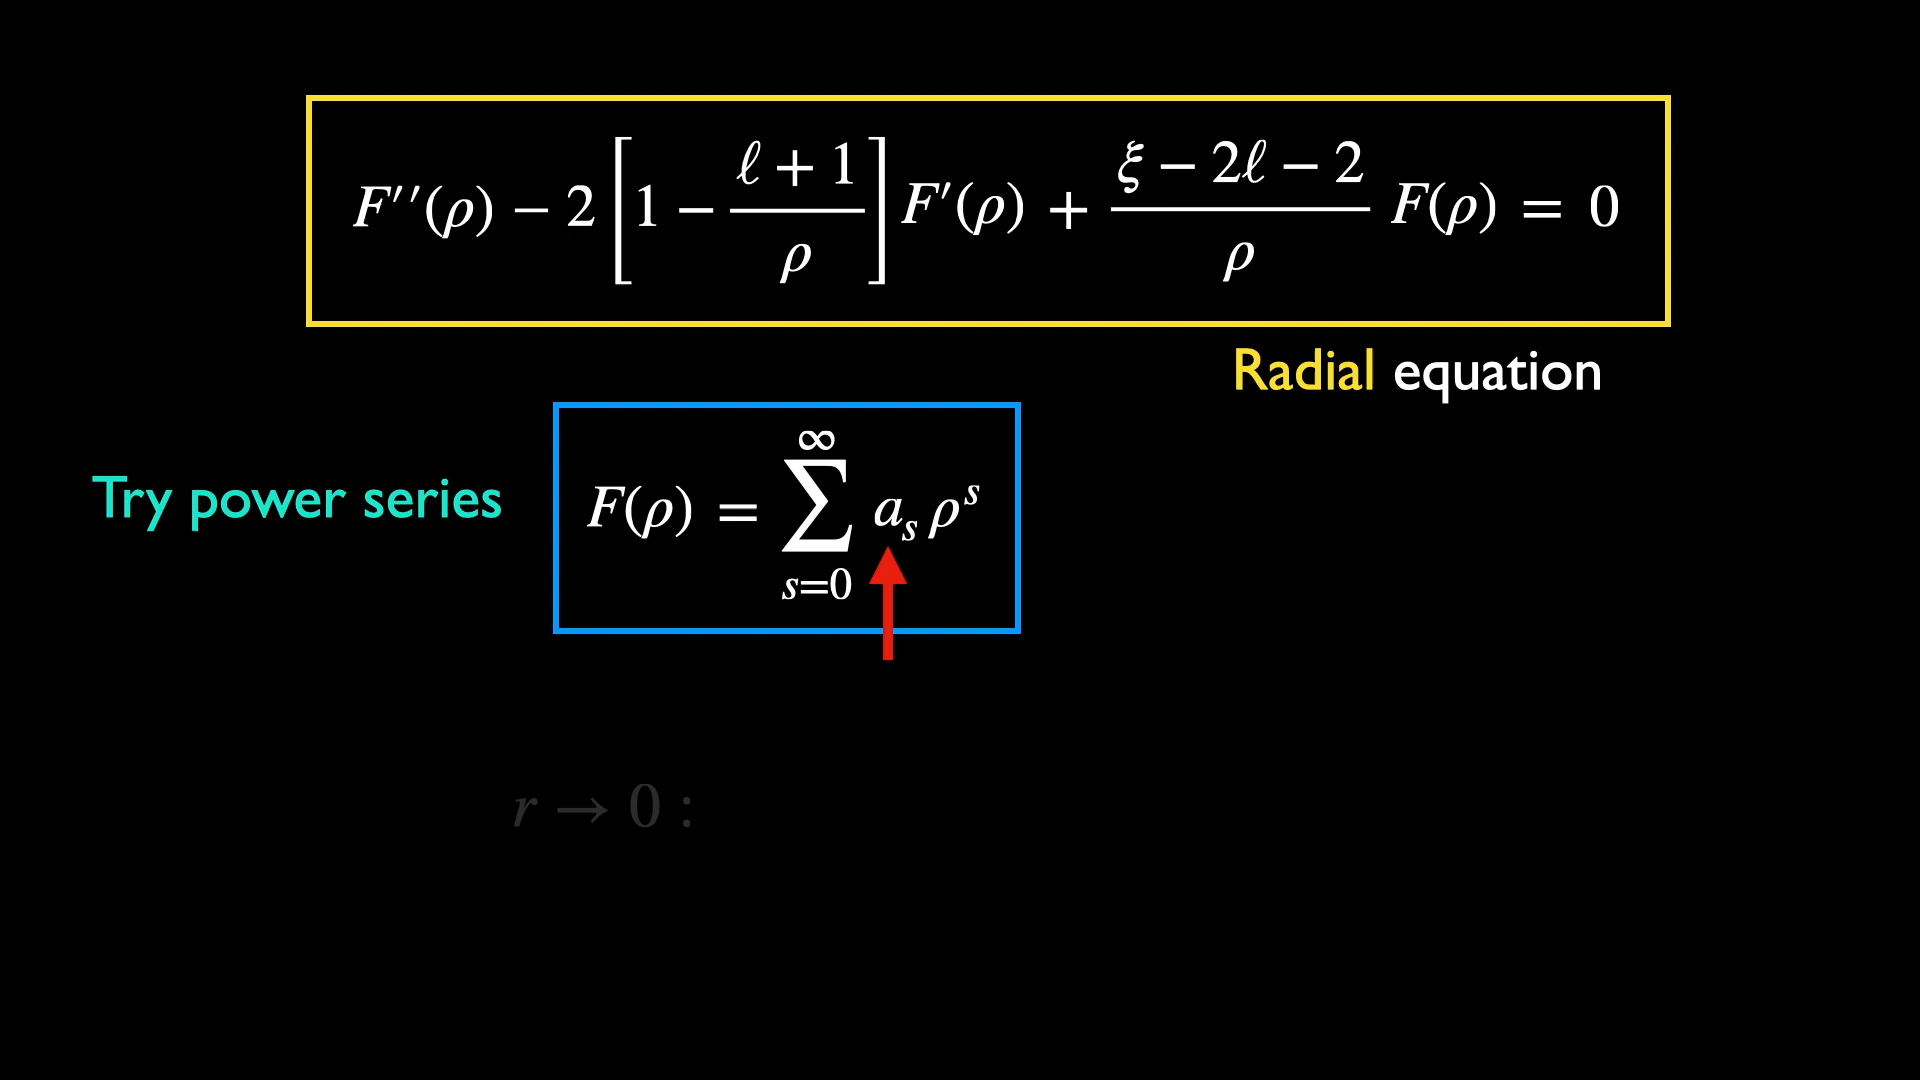 F′′(ρ) − 2 [1 − (ℓ + 1)/ρ] F′(ρ) + (ξ − 2ℓ − 2)/ρ F(ρ) = 0
Radial equation
Try power series
F(ρ) = ∑_{s=0}^{∞} a_s ρ^s
r → 0 :